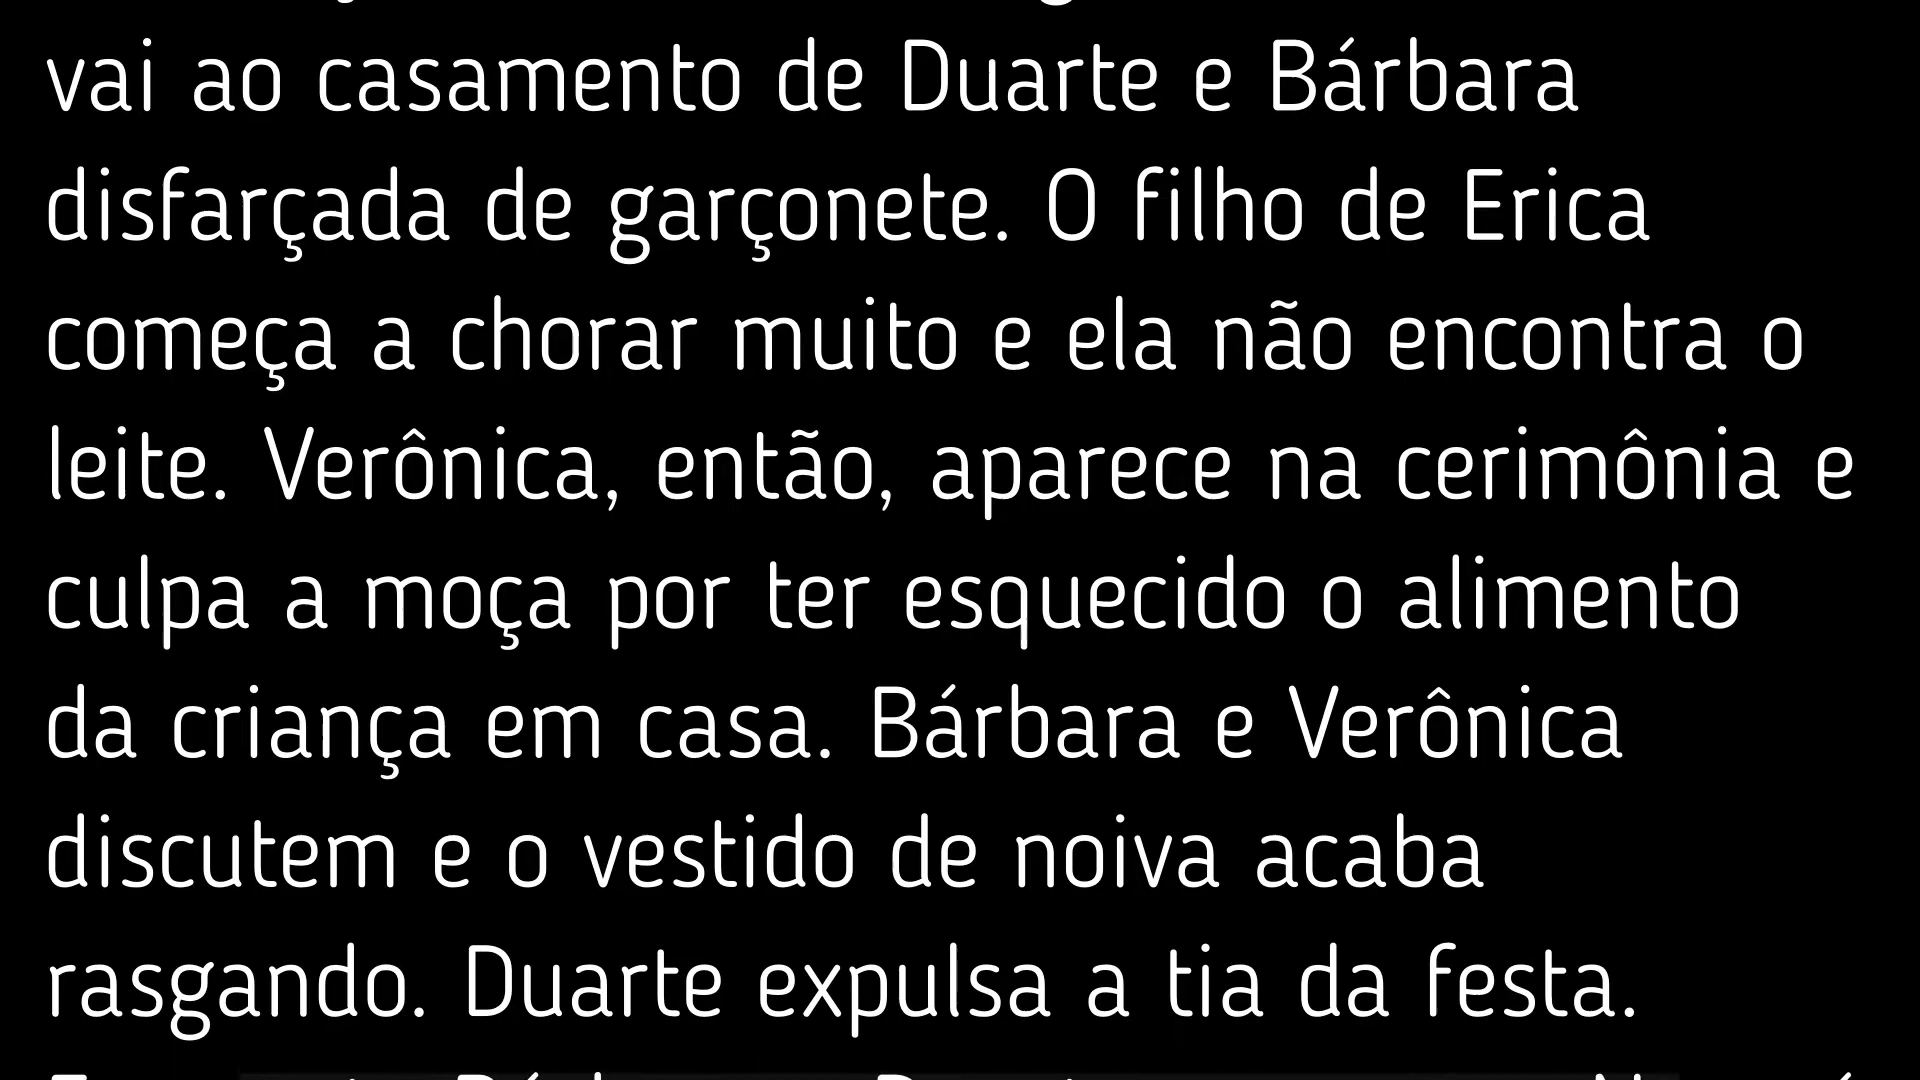 vai ao casamento de Duarte e Bárbara
disfarçada de garçonete. O filho de Erica
começa a chorar muito e ela não encontra o
leite. Verônica, então, aparece na cerimônia e
culpa a moça por ter esquecido o alimento
da criança em casa. Bárbara e Verônica
discutem e o vestido de noiva acaba
rasgando. Duarte expulsa a tia da festa.